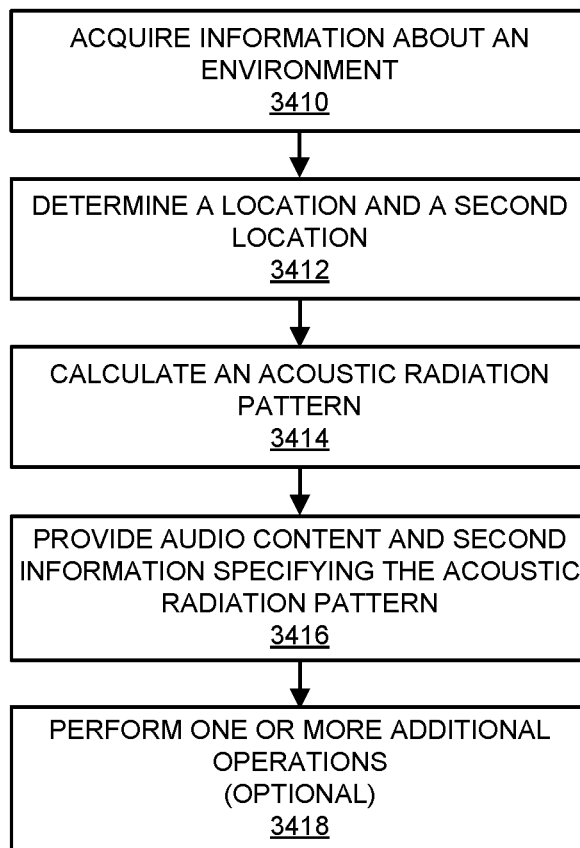 ACQUIRE INFORMATION ABOUT AN
ENVIRONMENT
3410
DETERMINE A LOCATION AND A SECOND
LOCATION
3412
CALCULATE AN ACOUSTIC RADIATION
PATTERN
3414
PROVIDE AUDIO CONTENT AND SECOND
INFORMATION SPECIFYING THE ACOUSTIC
RADIATION PATTERN
3416
PERFORM ONE OR MORE ADDITIONAL
OPERATIONS
(OPTIONAL)
3418